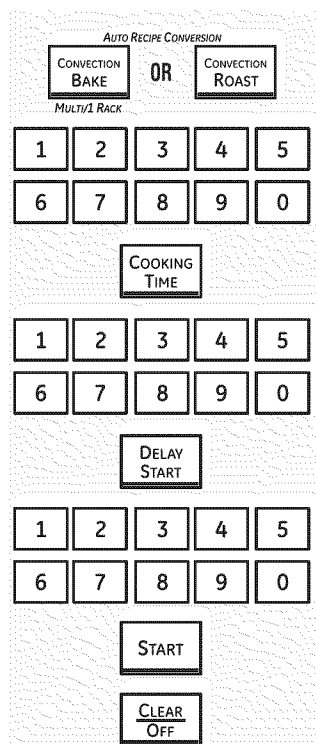 AUTO RECIPE CONVERSION
CONVECTION BAKE OR CONVECTION ROAST
MULTI/1 RACK
1 2 3 4 5
6 7 8 9 0
COOKING TIME
1 2 3 4 5
6 7 8 9 0
DELAY START
1 2 3 4 5
6 7 8 9 0
START
CLEAR
OFF